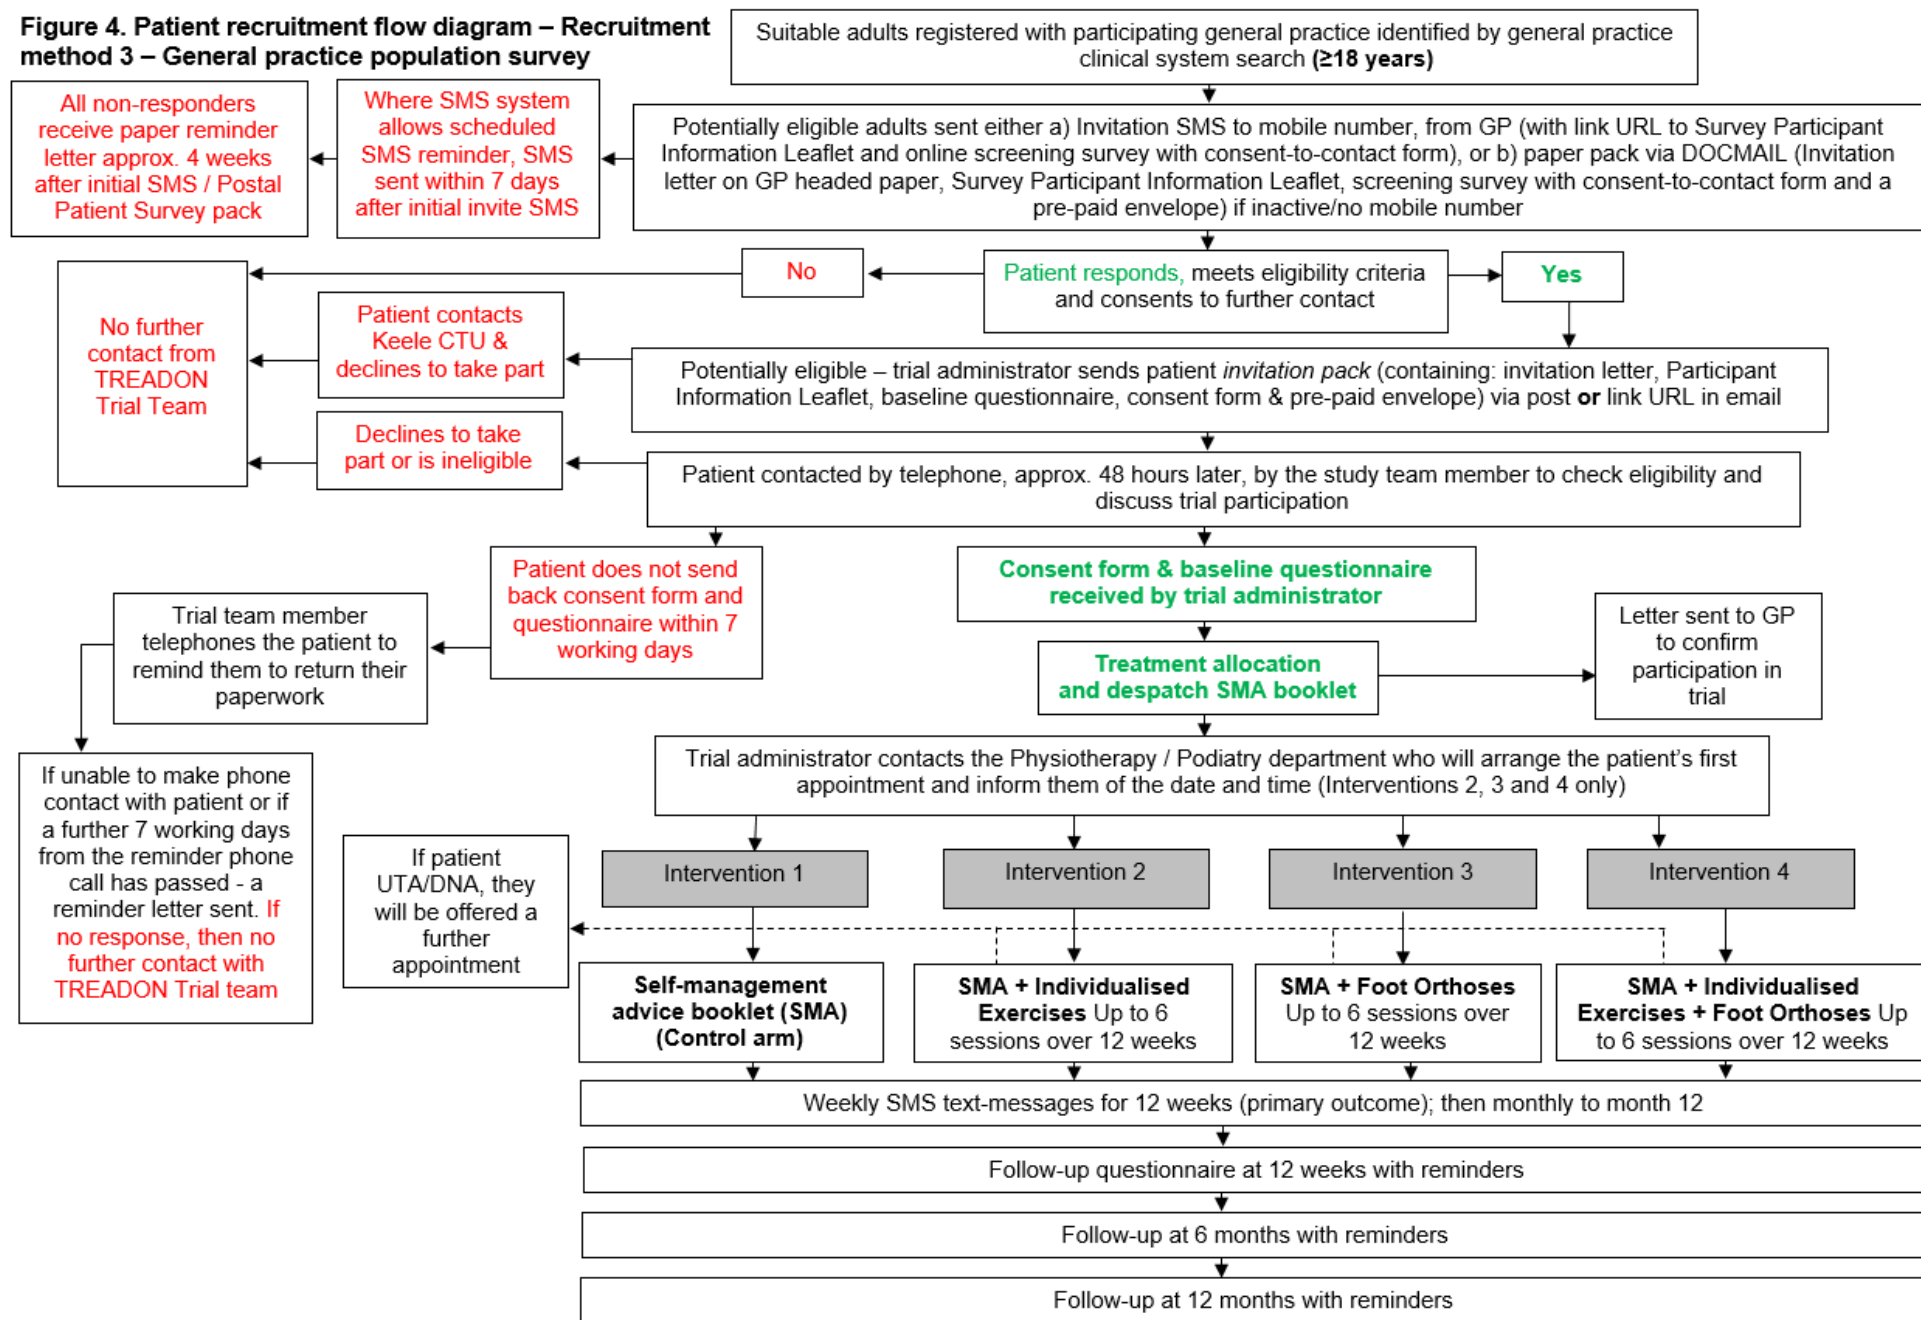 Figure 4. Patient recruitment flow diagram – Recruitment
method 3 – General practice population survey
Suitable adults registered with participating general practice identified by general practice
clinical system search (≥18 years)
All non-responders
receive paper reminder
letter approx. 4 weeks
after initial SMS / Postal
Patient Survey pack
Where SMS system
allows scheduled
SMS reminder, SMS
sent within 7 days
after initial invite SMS
Potentially eligible adults sent either a) Invitation SMS to mobile number, from GP (with link URL to Survey Participant
Information Leaflet and online screening survey with consent-to-contact form), or b) paper pack via DOCMAIL (Invitation
letter on GP headed paper, Survey Participant Information Leaflet, screening survey with consent-to-contact form and a
pre-paid envelope) if inactive/no mobile number
No
Patient responds, meets eligibility criteria
and consents to further contact
Yes
No further
contact from
TREADON
Trial Team
Patient contacts
Keele CTU &
declines to take part
Potentially eligible – trial administrator sends patient invitation pack (containing: invitation letter, Participant
Information Leaflet, baseline questionnaire, consent form & pre-paid envelope) via post or link URL in email
Declines to take
part or is ineligible
Patient contacted by telephone, approx. 48 hours later, by the study team member to check eligibility and
discuss trial participation
Patient does not send
back consent form and
questionnaire within 7
working days
Consent form & baseline questionnaire
received by trial administrator
Trial team member
telephones the patient to
remind them to return their
paperwork
Treatment allocation
and despatch SMA booklet
Letter sent to GP
to confirm
participation in
trial
If unable to make phone
contact with patient or if
a further 7 working days
from the reminder phone
call has passed - a
reminder letter sent. If
no response, then no
further contact with
TREADON Trial team
Trial administrator contacts the Physiotherapy / Podiatry department who will arrange the patient's first
appointment and inform them of the date and time (Interventions 2, 3 and 4 only)
If patient
UTA/DNA, they
will be offered a
further
appointment
Intervention 1
Intervention 2
Intervention 3
Intervention 4
Self-management
advice booklet (SMA)
(Control arm)
SMA + Individualised
Exercises Up to 6
sessions over 12 weeks
SMA + Foot Orthoses
Up to 6 sessions over
12 weeks
SMA + Individualised
Exercises + Foot Orthoses Up
to 6 sessions over 12 weeks
Weekly SMS text-messages for 12 weeks (primary outcome); then monthly to month 12
Follow-up questionnaire at 12 weeks with reminders
Follow-up at 6 months with reminders
Follow-up at 12 months with reminders